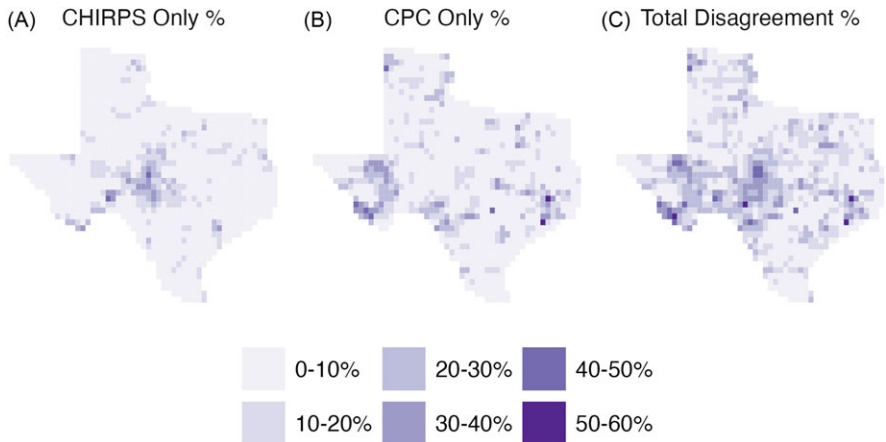 (A) CHIRPS Only %
(B) CPC Only %
(C) Total Disagreement %
0-10%
20-30%
40-50%
10-20%
30-40%
50-60%